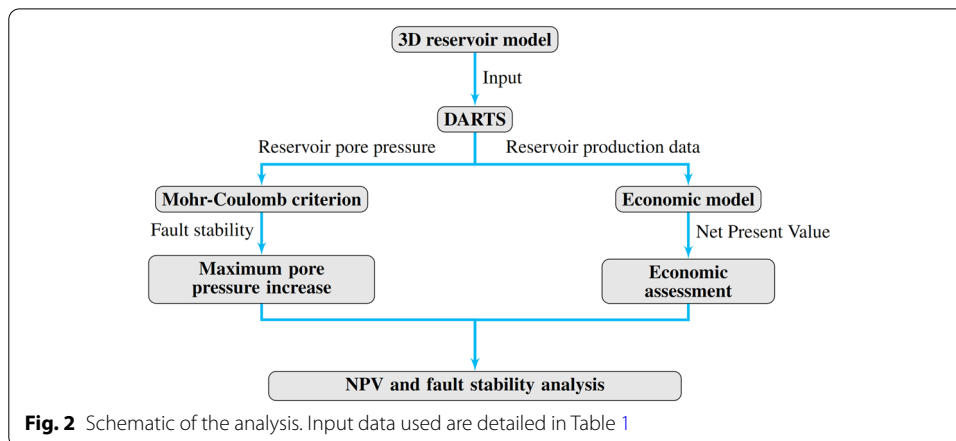 3D reservoir model
Input
DARTS
Reservoir pore pressure
Reservoir production data
Mohr-Coulomb criterion
Economic model
Fault stability
Net Present Value
Maximum pore
pressure increase
Economic
assessment
NPV and fault stability analysis
Fig. 2 Schematic of the analysis. Input data used are detailed in Table 1